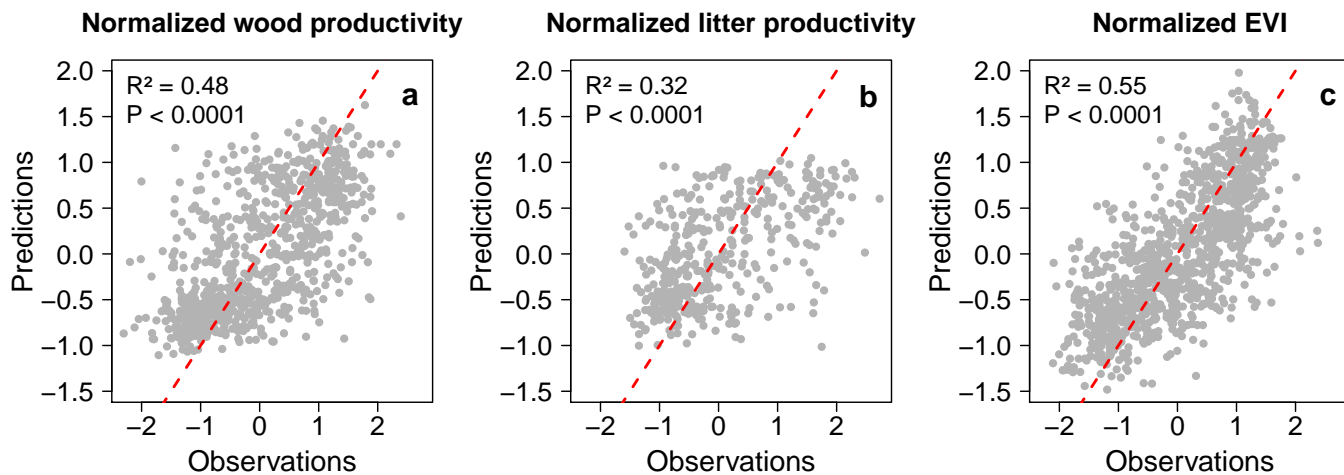 Normalized wood productivity
R² = 0.48
P < 0.0001
a
2.0
1.5
1.0
0.5
0.0
−0.5
−1.0
−1.5
Predictions
−2 −1 0 1 2
Observations
Normalized litter productivity
R² = 0.32
P < 0.0001
b
2.0
1.5
1.0
0.5
0.0
−0.5
−1.0
−1.5
Predictions
−2 −1 0 1 2
Observations
Normalized EVI
R² = 0.55
P < 0.0001
c
2.0
1.5
1.0
0.5
0.0
−0.5
−1.0
−1.5
Predictions
−2 −1 0 1 2
Observations